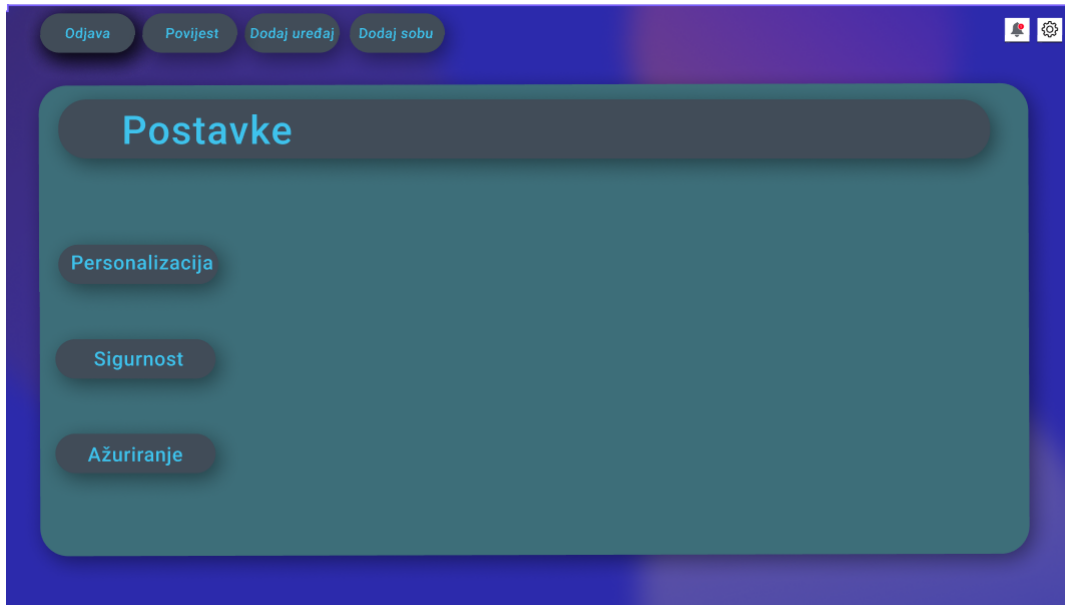 Odjava Povijest Dodaj uređaj Dodaj sobu
Postavke
Personalizacija
Sigurnost
Ažuriranje